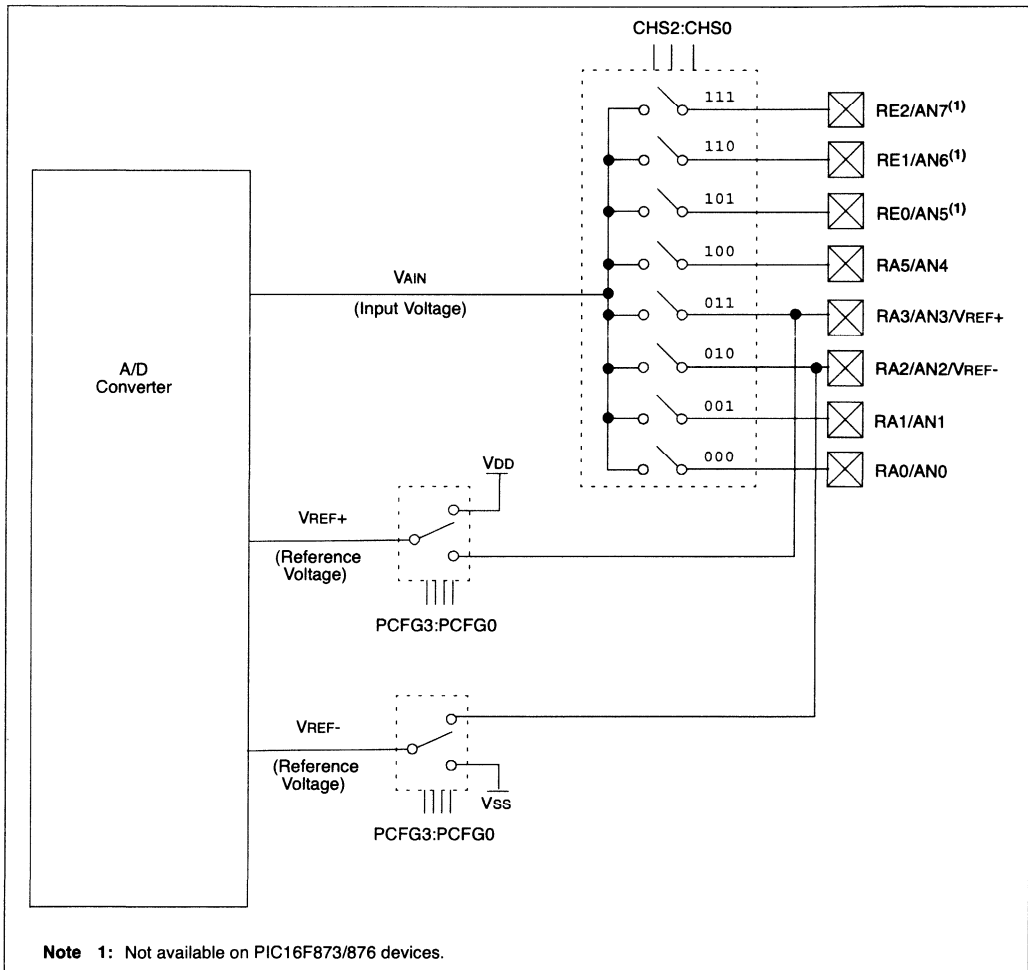 CHS2:CHS0
111
RE2/AN7(1)
110
RE1/AN6(1)
101
RE0/AN5(1)
100
RA5/AN4
VAIN
(Input Voltage)
011
RA3/AN3/VREF+
010
RA2/AN2/VREF-
A/D
Converter
001
RA1/AN1
000
RA0/AN0
VDD
VREF+
(Reference
Voltage)
PCFG3:PCFG0
VREF-
(Reference
Voltage)
VSS
PCFG3:PCFG0
Note 1: Not available on PIC16F873/876 devices.